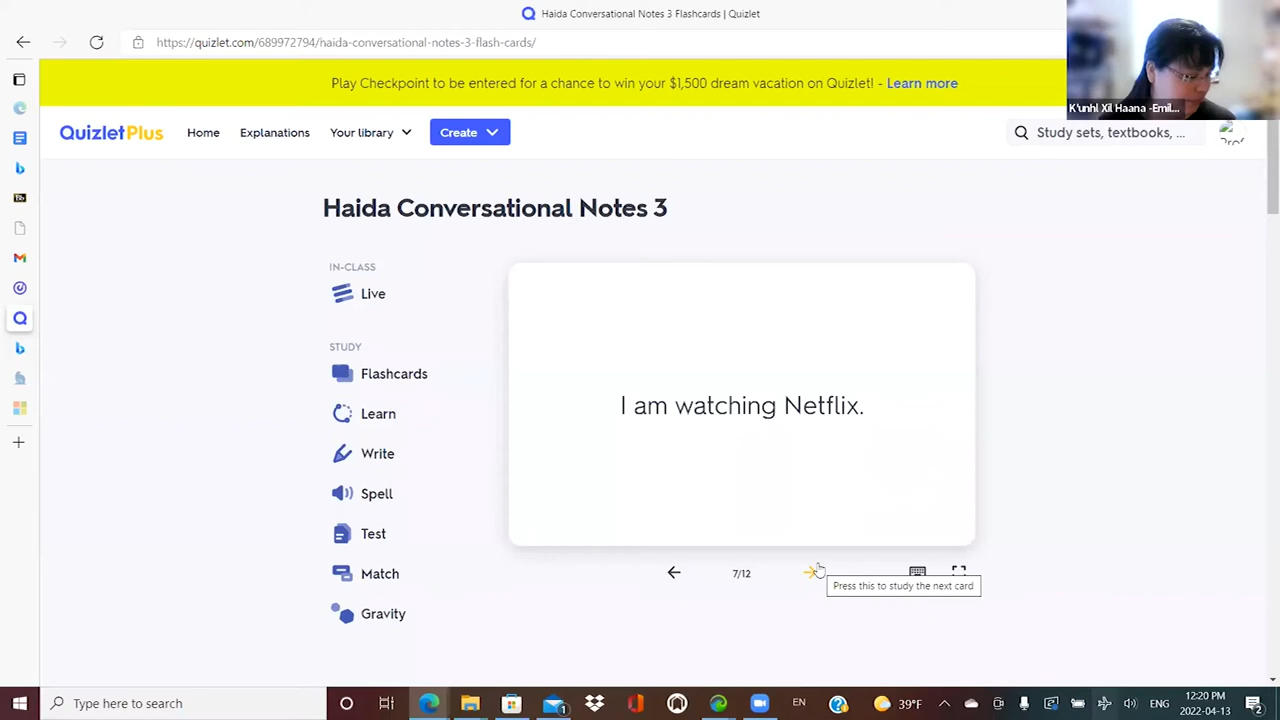 Haida Conversational Notes 3 Flashcards | Quizlet
https://quizlet.com/689972794/haida-conversational-notes-3-flash-cards/
K'unhl Xil Haana -Emil...
Play Checkpoint to be entered for a chance to win your $1,500 dream vacation on Quizlet! - Learn more
QuizletPlus Home Explanations Your library Create Study sets, textbooks, ...
Haida Conversational Notes 3
IN-CLASS
Live
STUDY
Flashcards
Learn
Write
Spell
Test
Match
Gravity
I am watching Netflix.
7/12
Press this to study the next card
Type here to search
EN
39°F
ENG
12:20 PM
2022-04-13
2
1